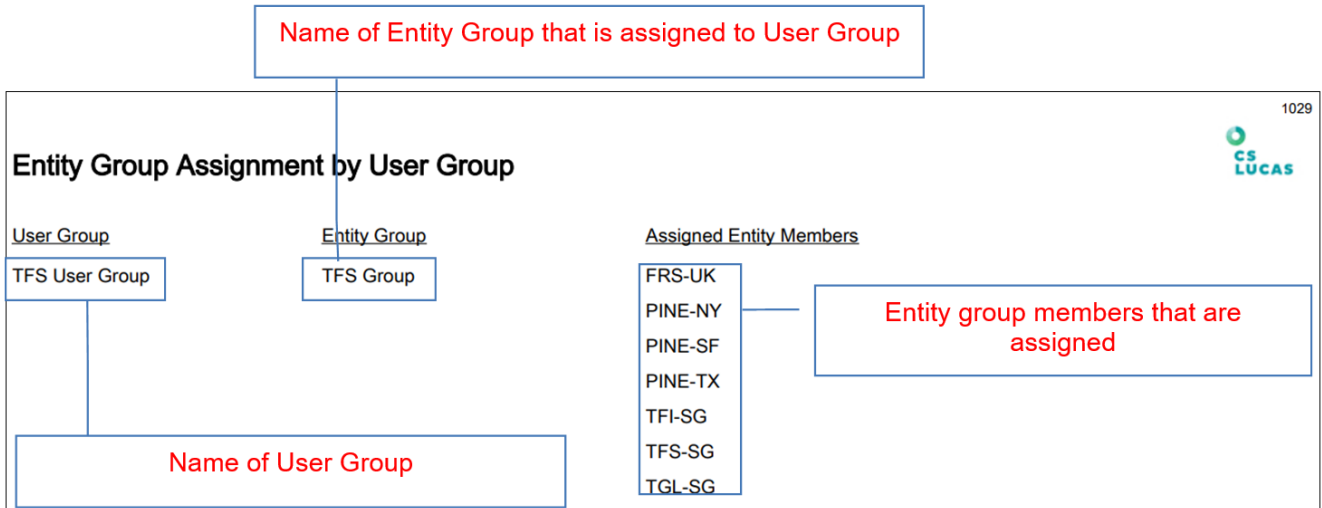 Name of Entity Group that is assigned to User Group
1029
CS
LUCAS
Entity Group Assignment by User Group
User Group Entity Group Assigned Entity Members
TFS User Group TFS Group FRS-UK
PINE-NY
Entity group members that are
assigned
PINE-SF
PINE-TX
TFI-SG
TFS-SG
Name of User Group
TGL-SG